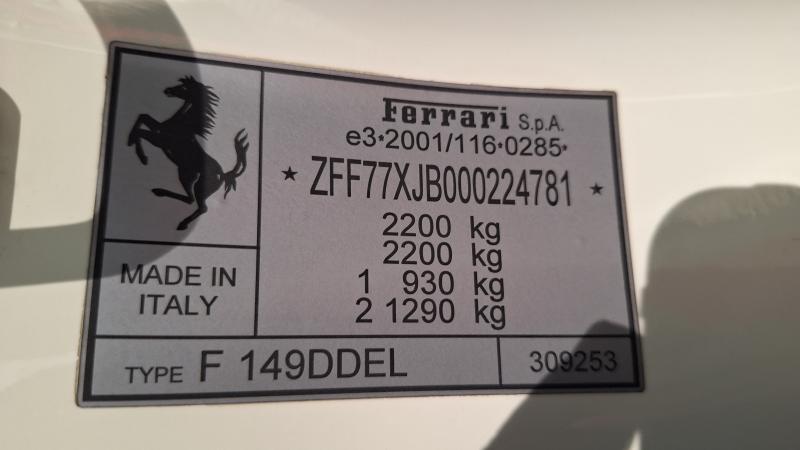 Ferrari S.p.A.
e3*2001/116*0285*
★ ZFF77XJB000224781 ★
2200 kg
2200 kg
1 930 kg
2 1290 kg
MADE IN
ITALY
TYPE F 149DDEL
309253